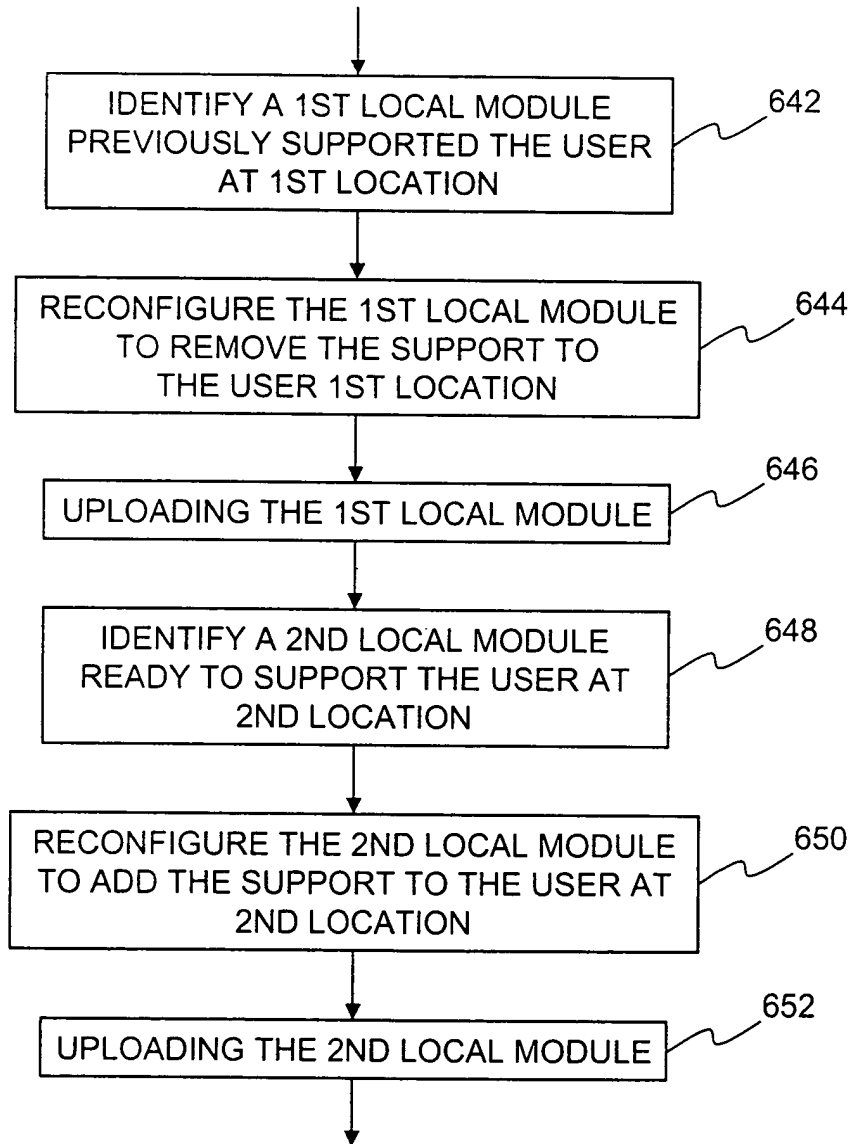 IDENTIFY A 1ST LOCAL MODULE
PREVIOUSLY SUPPORTED THE USER
AT 1ST LOCATION
642
RECONFIGURE THE 1ST LOCAL MODULE
TO REMOVE THE SUPPORT TO
THE USER 1ST LOCATION
644
UPLOADING THE 1ST LOCAL MODULE
646
IDENTIFY A 2ND LOCAL MODULE
READY TO SUPPORT THE USER AT
2ND LOCATION
648
RECONFIGURE THE 2ND LOCAL MODULE
TO ADD THE SUPPORT TO THE USER AT
2ND LOCATION
650
UPLOADING THE 2ND LOCAL MODULE
652